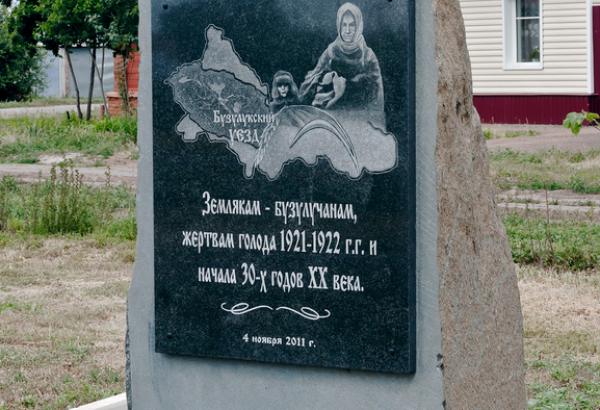 Бузулукский
УЕЗД
Землякам - бузулучанам,
жертвам голода 1921-1922 г.г. и
начала 30-х годов XX века.
4 ноября 2011 г.